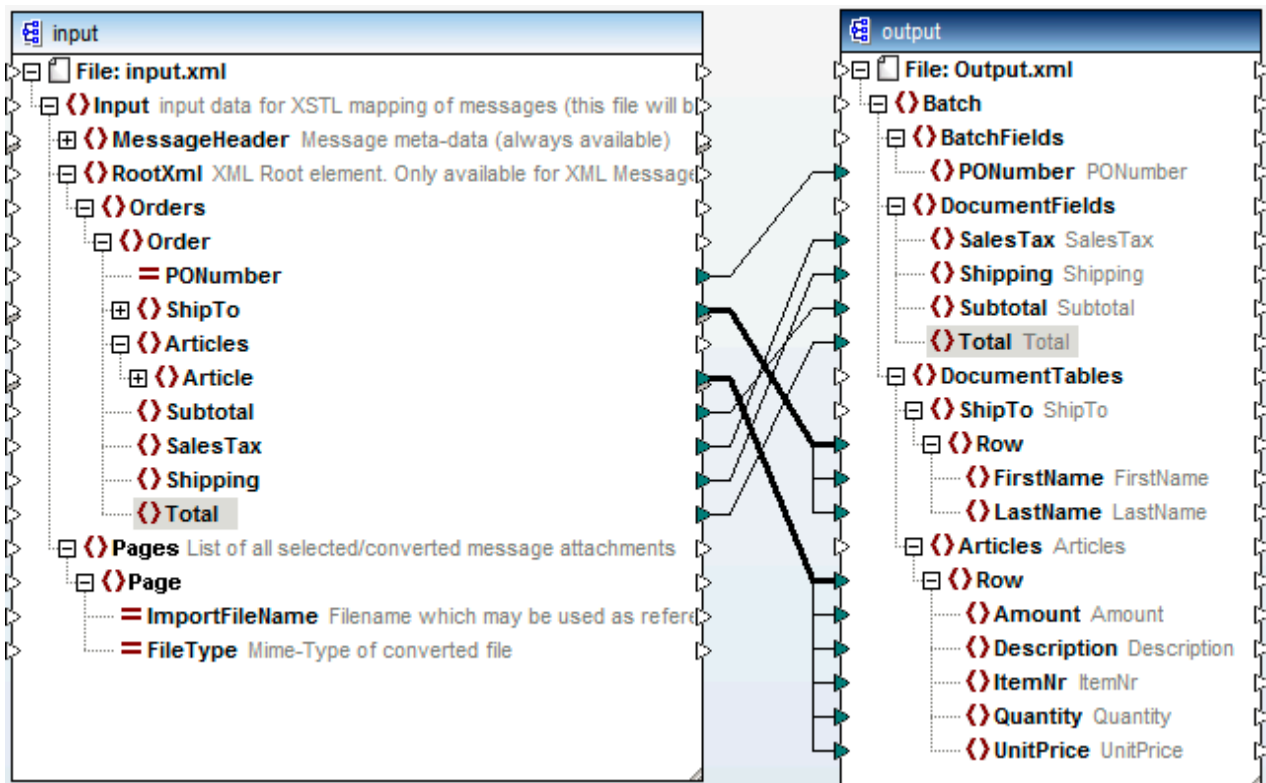 input
File: input.xml
Input input data for XSTL mapping of messages (this file will b
MessageHeader Message meta-data (always available)
RootXml XML Root element. Only available for XML Message
Orders
Order
PONumber
ShipTo
Articles
Article
Subtotal
SalesTax
Shipping
Total
Pages List of all selected/converted message attachments
Page
ImportFileName Filename which may be used as refere
FileType Mime-Type of converted file
output
File: Output.xml
Batch
BatchFields
PONumber PONumber
DocumentFields
SalesTax SalesTax
Shipping Shipping
Subtotal Subtotal
Total Total
DocumentTables
ShipTo ShipTo
Row
FirstName FirstName
LastName LastName
Articles Articles
Row
Amount Amount
Description Description
ItemNr ItemNr
Quantity Quantity
UnitPrice UnitPrice